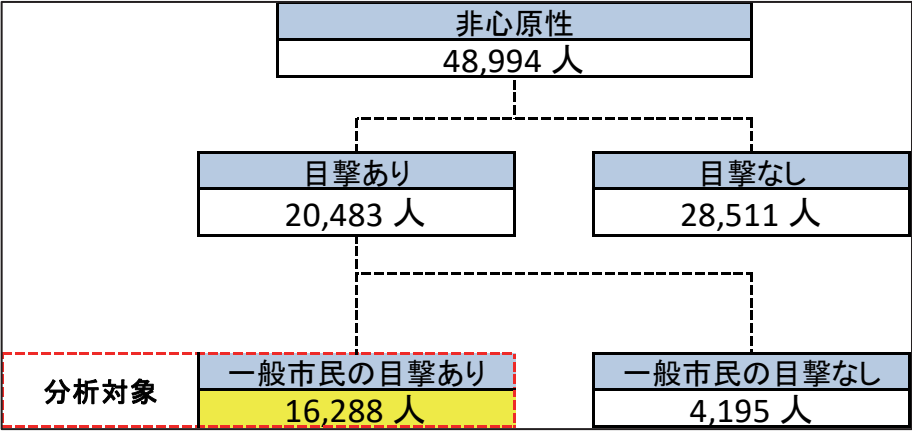 非心原性
48,994 人
目撃あり
20,483 人
目撃なし
28,511 人
分析対象
一般市民の目撃あり
16,288 人
一般市民の目撃なし
4,195 人